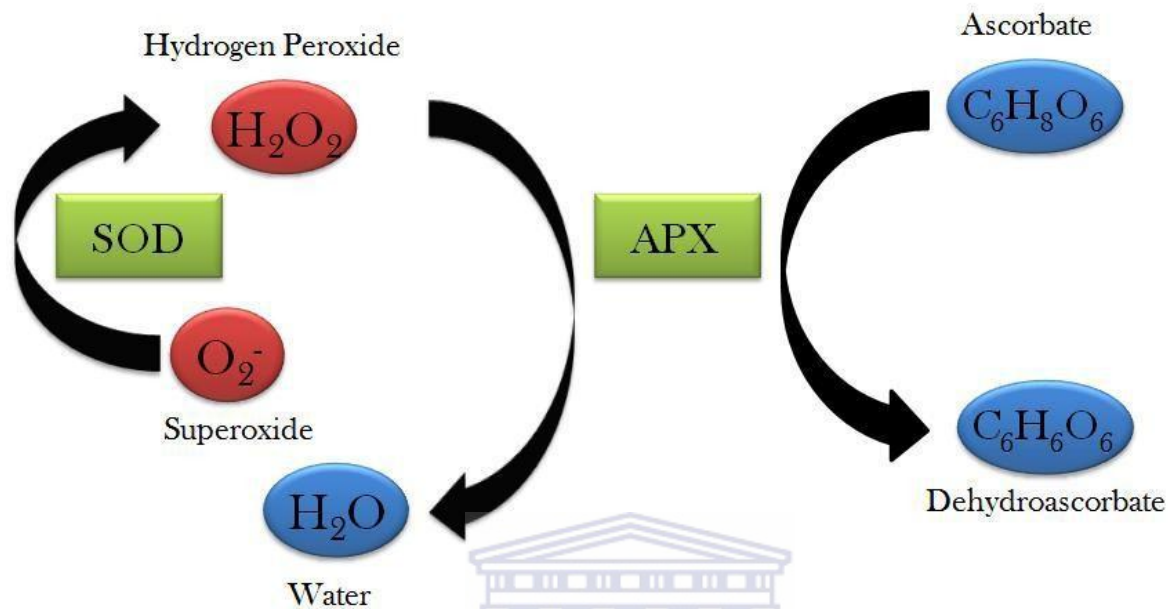 Hydrogen Peroxide
H₂O₂
SOD
O₂⁻
Superoxide
H₂O
Water
APX
Ascorbate
C₆H₈O₆
C₆H₆O₆
Dehydroascorbate